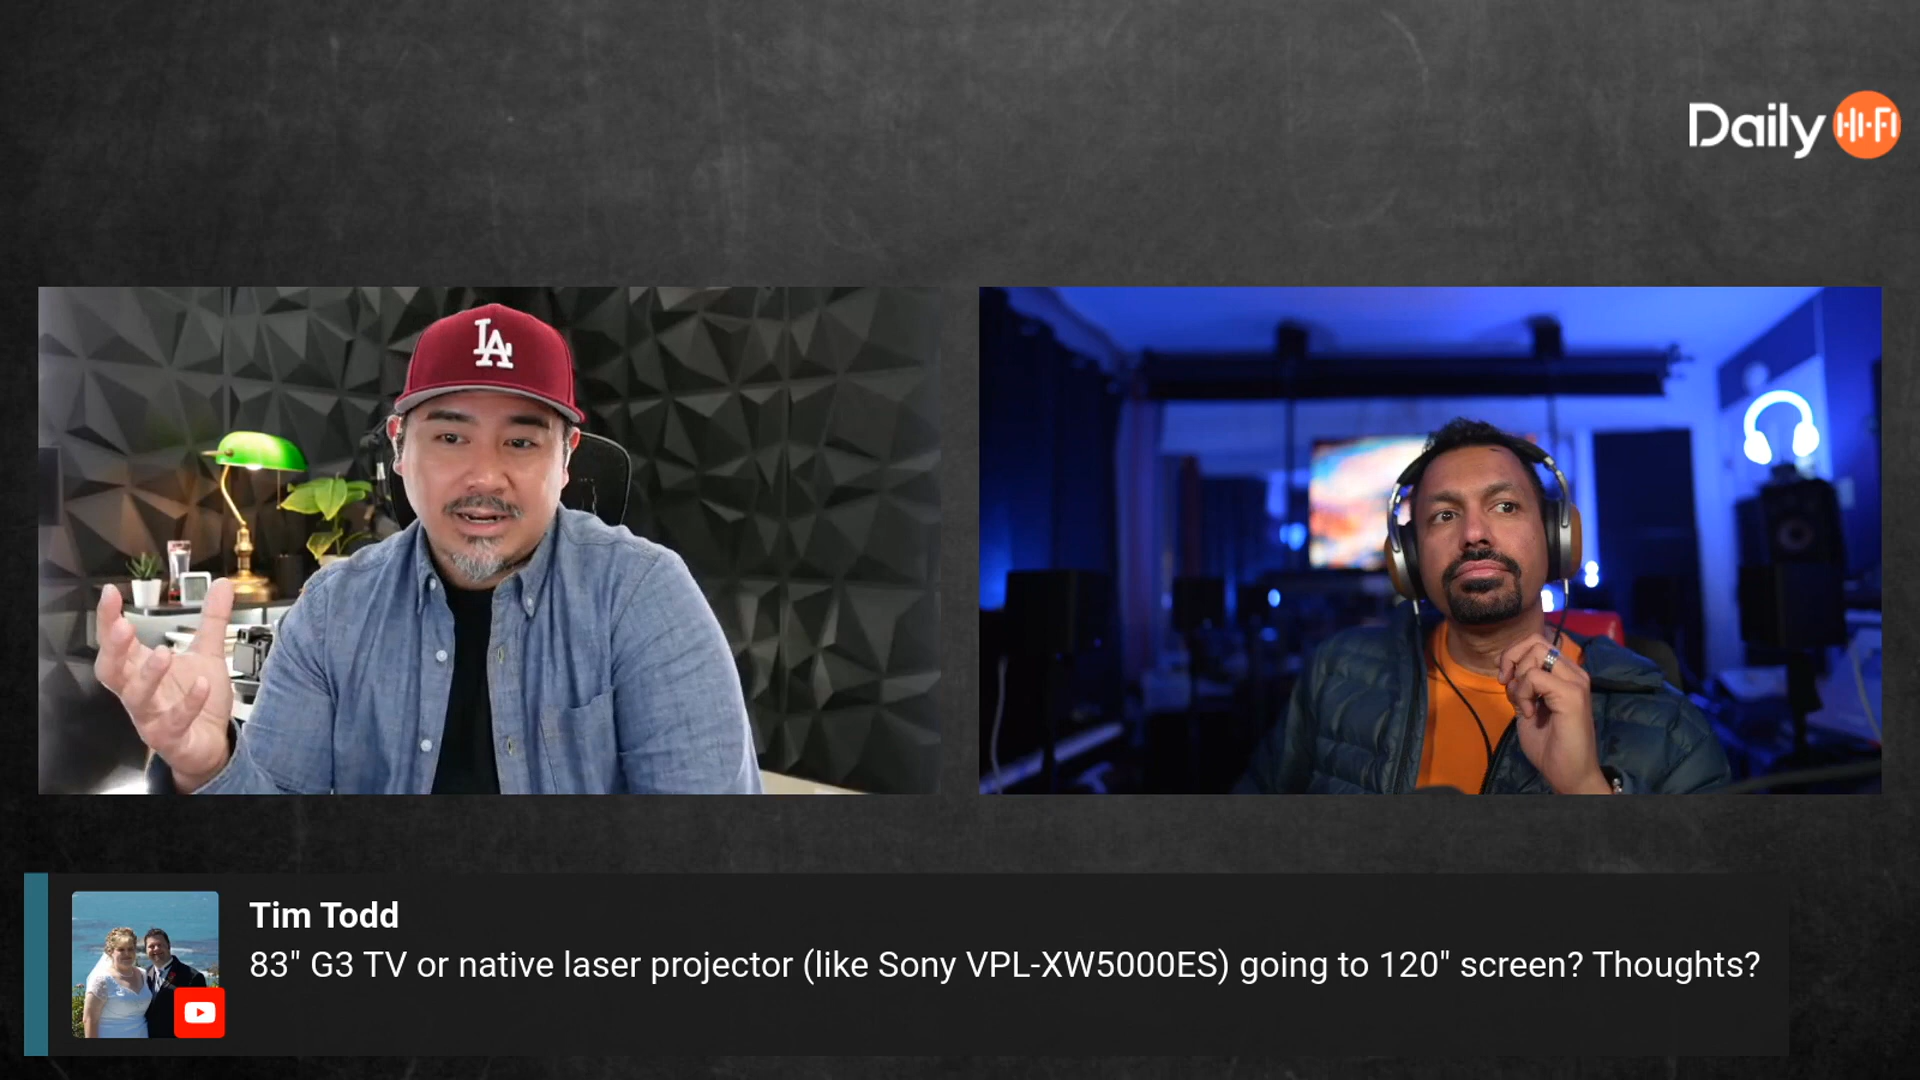 Daily HI-FI
LA
Tim Todd
83" G3 TV or native laser projector (like Sony VPL-XW5000ES) going to 120" screen? Thoughts?